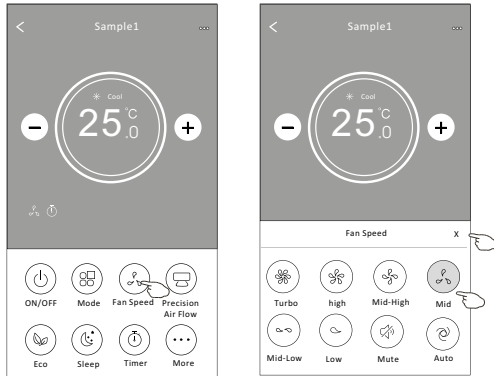 Sample1
Cool
25.0 °C
ON/OFF Mode Fan Speed Precision
Air Flow
Eco Sleep Timer More
Sample1
Cool
25.0 °C
Fan Speed X
Turbo high Mid-High Mid
Mid-Low Low Mute Auto